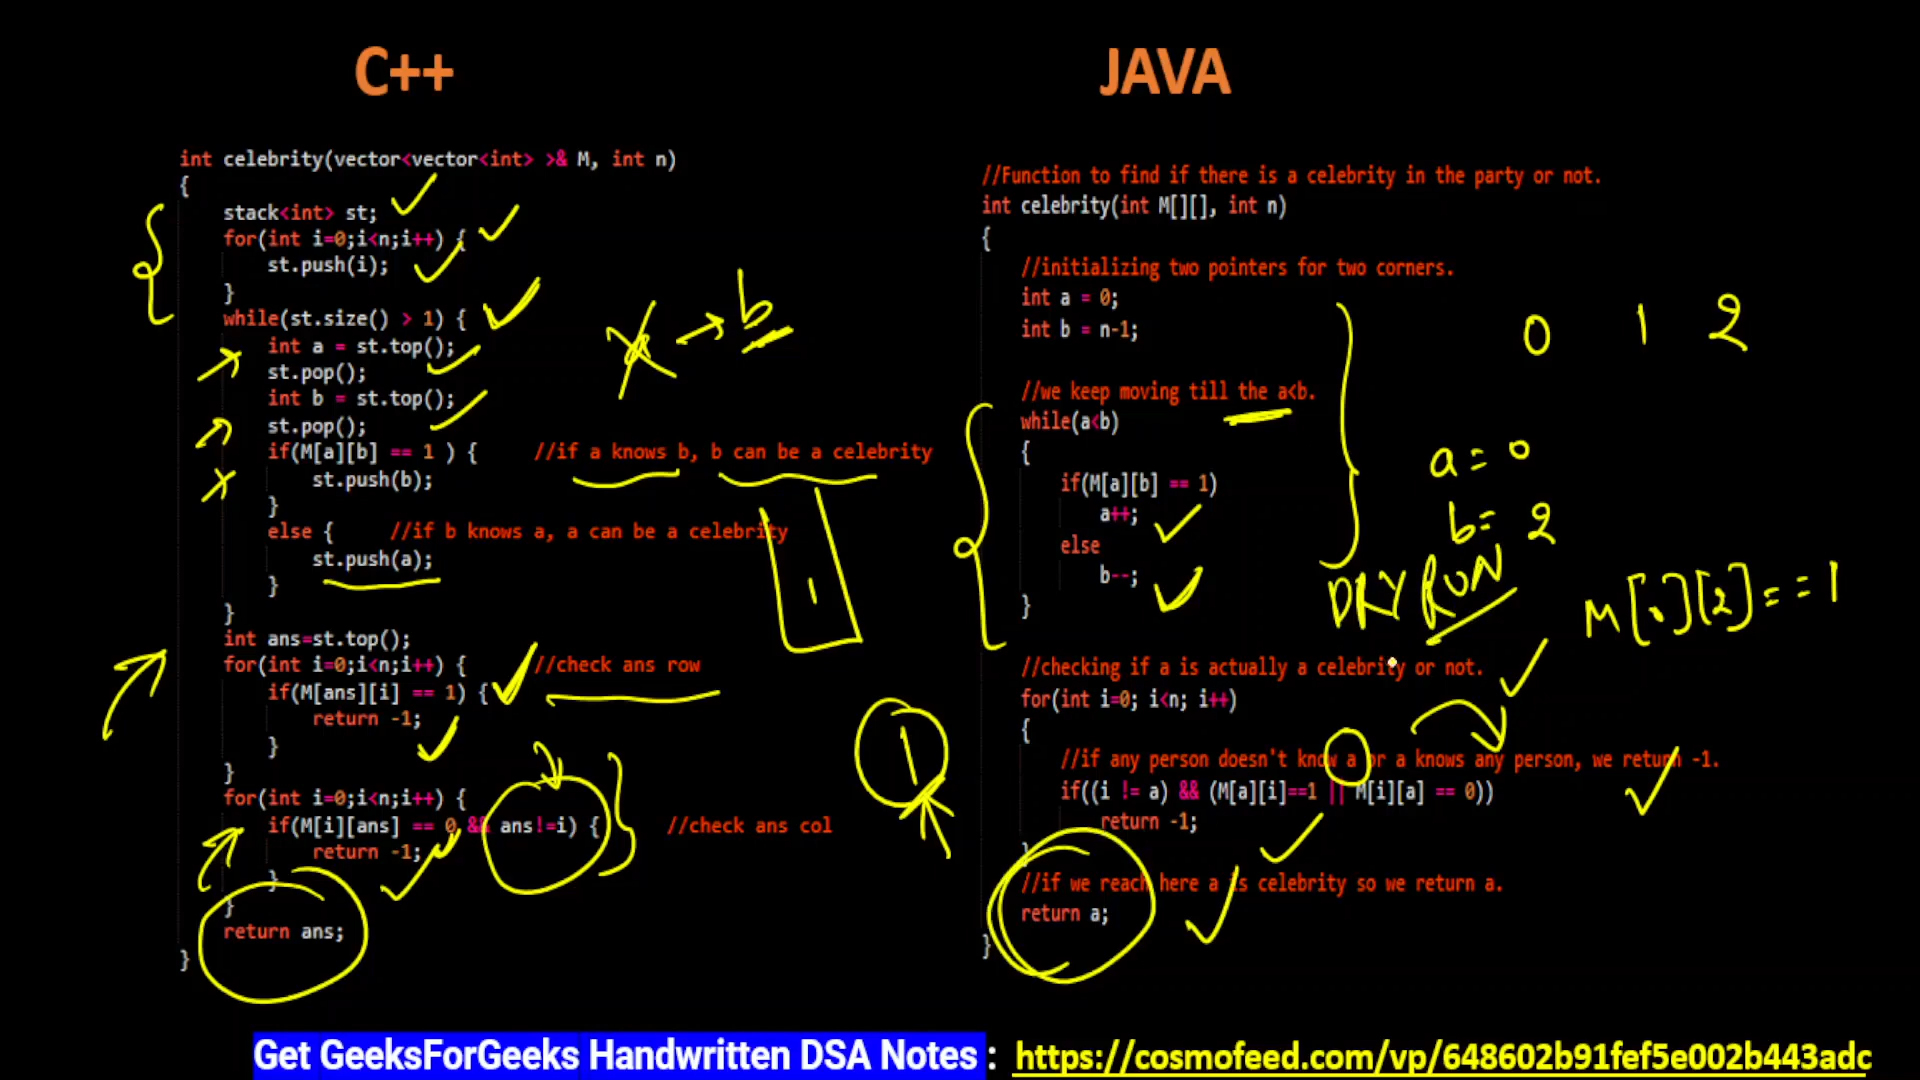 C++
int celebrity(vector<vector<int> >& M, int n)
{
stack<int> st;
for(int i=0;i<n;i++) {
st.push(i);
}
while(st.size() > 1) {
int a = st.top();
st.pop();
int b = st.top();
st.pop();
if(M[a][b] == 1 ) { //if a knows b, b can be a celebrity
st.push(b);
}
else { //if b knows a, a can be a celebrity
st.push(a);
}
}
int ans=st.top();
for(int i=0;i<n;i++) { //check ans row
if(M[ans][i] == 1) {
return -1;
}
}
for(int i=0;i<n;i++) {
if(M[i][ans] == 0 && ans!=i) { //check ans col
return -1;
}
}
return ans;
}
→ b
1
1
JAVA
//Function to find if there is a celebrity in the party or not.
int celebrity(int M[][], int n)
{
//initializing two pointers for two corners.
int a = 0;
int b = n-1;
//we keep moving till the a<b.
while(a<b)
{
if(M[a][b] == 1)
a++;
else
b--;
}
//checking if a is actually a celebrity or not.
for(int i=0; i<n; i++)
{
//if any person doesn't know a or a knows any person, we return -1.
if((i != a) && (M[a][i]==1 || M[i][a] == 0))
return -1;
}
//if we reach here a is celebrity so we return a.
return a;
}
0 1 2
a = 0
b = 2
DRY RUN
M[0][2] == 1
Get GeeksForGeeks Handwritten DSA Notes : https://cosmofeed.com/vp/648602b91fef5e002b443adc